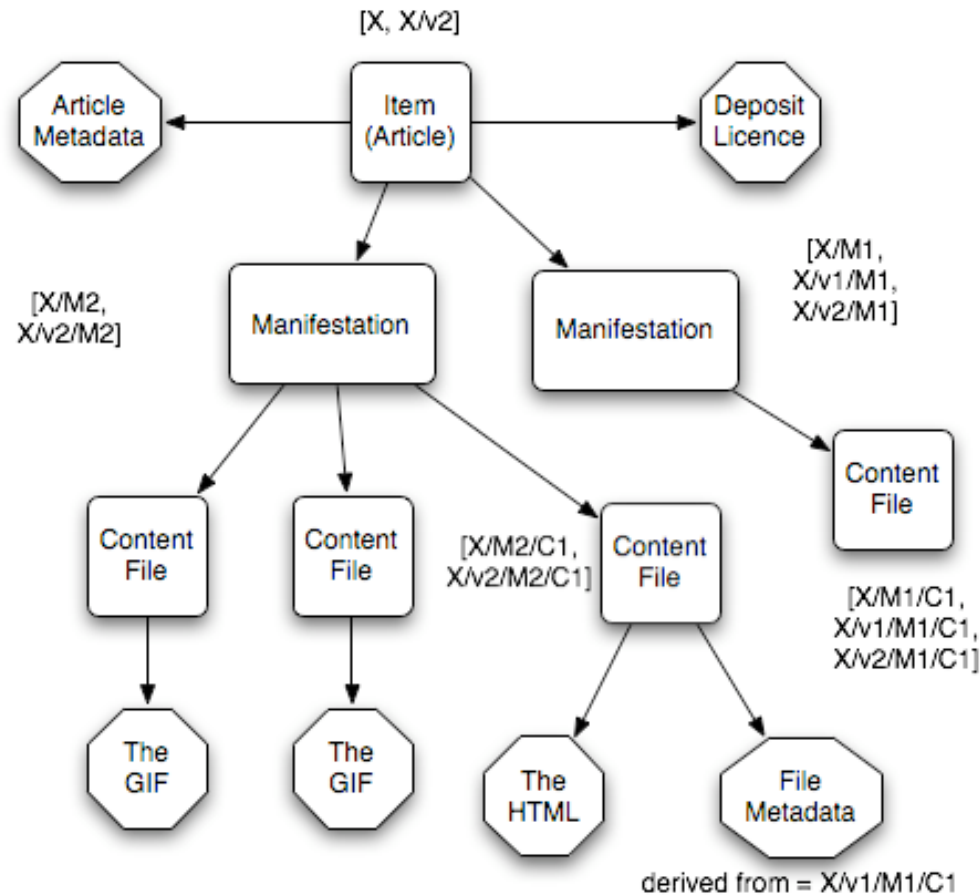 [X, X/v2]
Article
Metadata
Item
(Article)
Deposit
Licence
[X/M2,
X/v2/M2]
Manifestation
Manifestation
[X/M1,
X/v1/M1,
X/v2/M1]
Content
File
Content
File
[X/M2/C1,
X/v2/M2/C1]
Content
File
Content
File
[X/M1/C1,
X/v1/M1/C1,
X/v2/M1/C1]
The
GIF
The
GIF
The
HTML
File
Metadata
derived from = X/v1/M1/C1